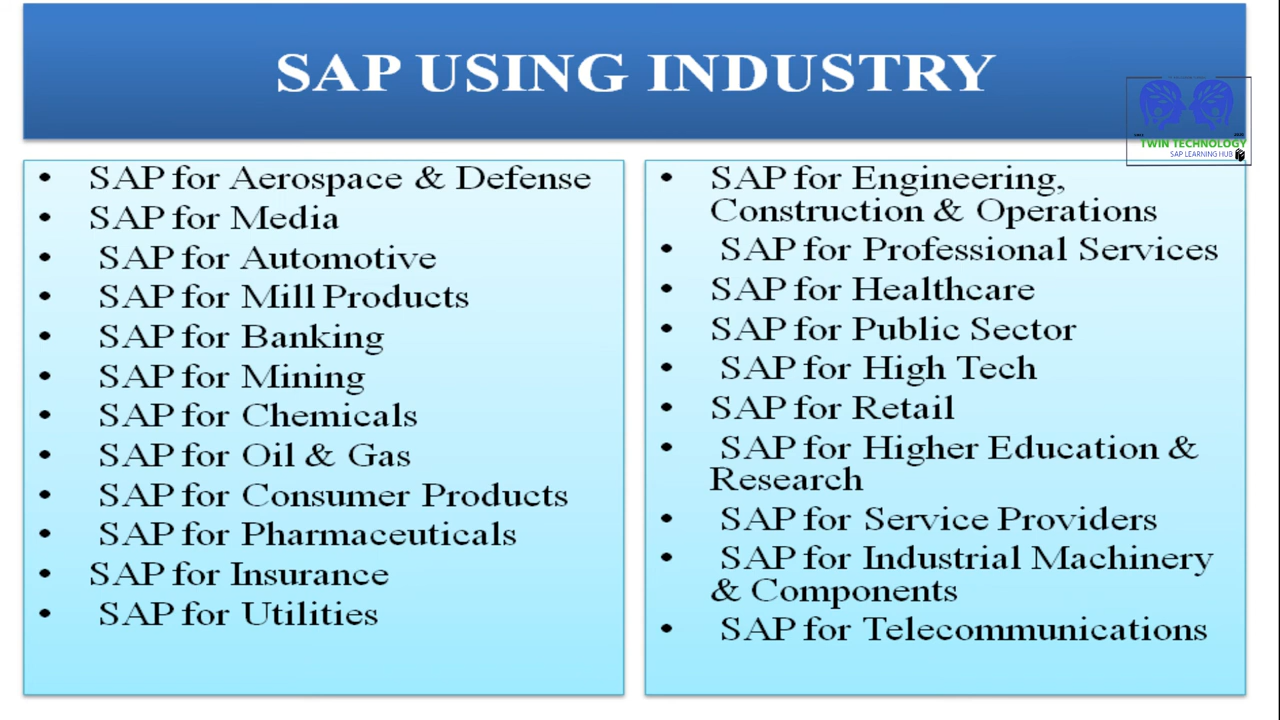 SAP USING INDUSTRY
TWIN TECHNOLOGY
SAP LEARNING HUB
• SAP for Aerospace & Defense
• SAP for Media
• SAP for Automotive
• SAP for Mill Products
• SAP for Banking
• SAP for Mining
• SAP for Chemicals
• SAP for Oil & Gas
• SAP for Consumer Products
• SAP for Pharmaceuticals
• SAP for Insurance
• SAP for Utilities
• SAP for Engineering,
Construction & Operations
• SAP for Professional Services
• SAP for Healthcare
• SAP for Public Sector
• SAP for High Tech
• SAP for Retail
• SAP for Higher Education &
Research
• SAP for Service Providers
• SAP for Industrial Machinery
& Components
• SAP for Telecommunications